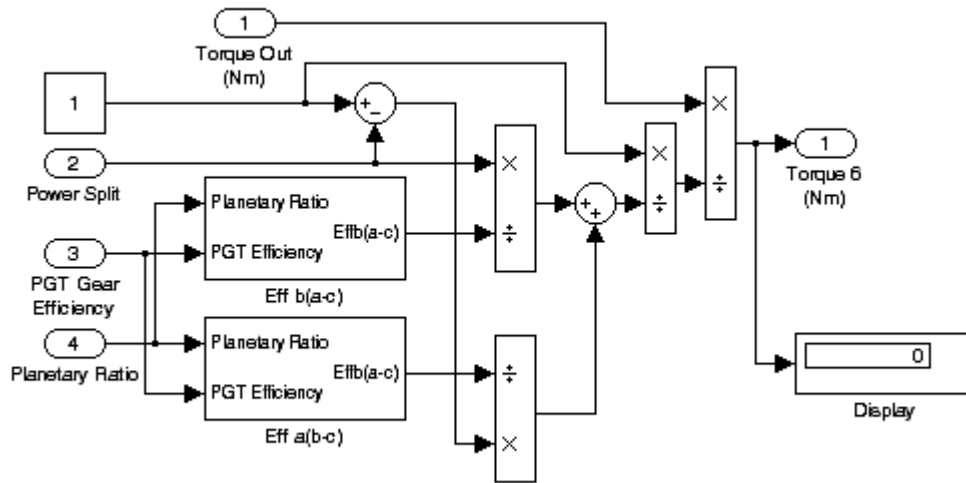 1
Torque Out
(Nm)
1
+
−
2
Power Split
×
÷
Planetary Ratio
PGT Efficiency
Effb(a-c)
Eff b(a-c)
3
PGT Gear
Efficiency
4
Planetary Ratio
Planetary Ratio
PGT Efficiency
Effb(a-c)
Eff a(b-c)
÷
×
+
+
×
÷
×
÷
1
Torque 6
(Nm)
0
Display